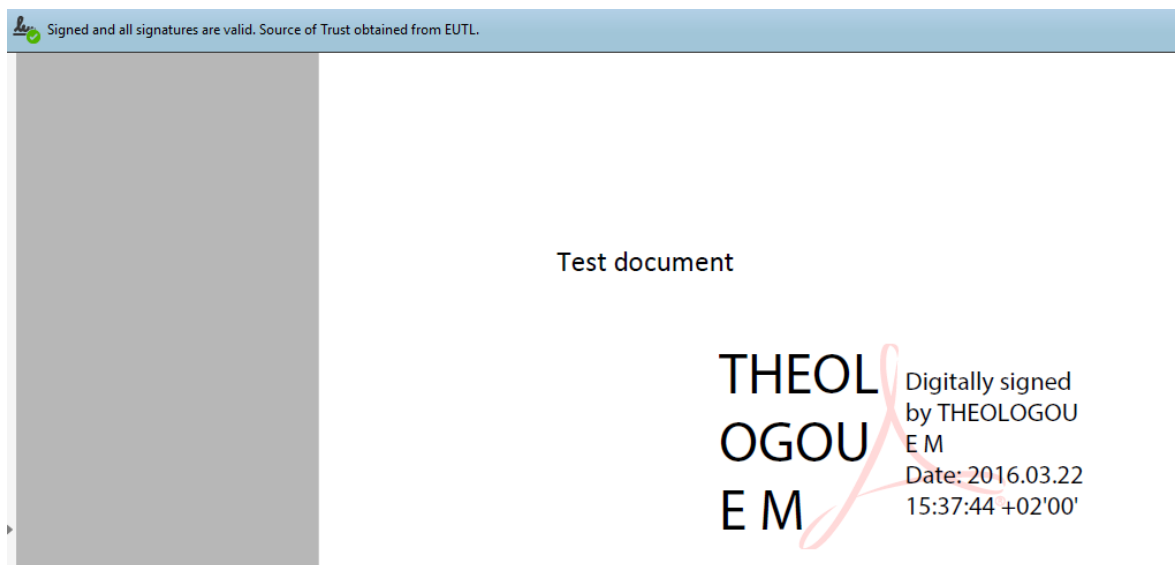 Signed and all signatures are valid. Source of Trust obtained from EUTL.
Test document
THEOL
OGOU
E M
Digitally signed
by THEOLOGOU
E M
Date: 2016.03.22
15:37:44 +02'00'